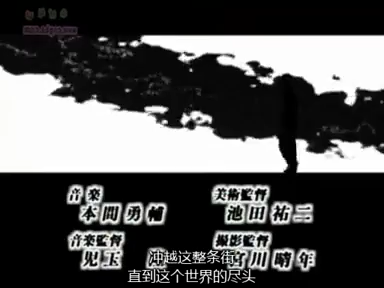 音楽
本間勇輔
美術監督
池田祐二
音楽監督
児玉
撮影監督
宮川晴年
冲越这整条街
直到这个世界的尽头